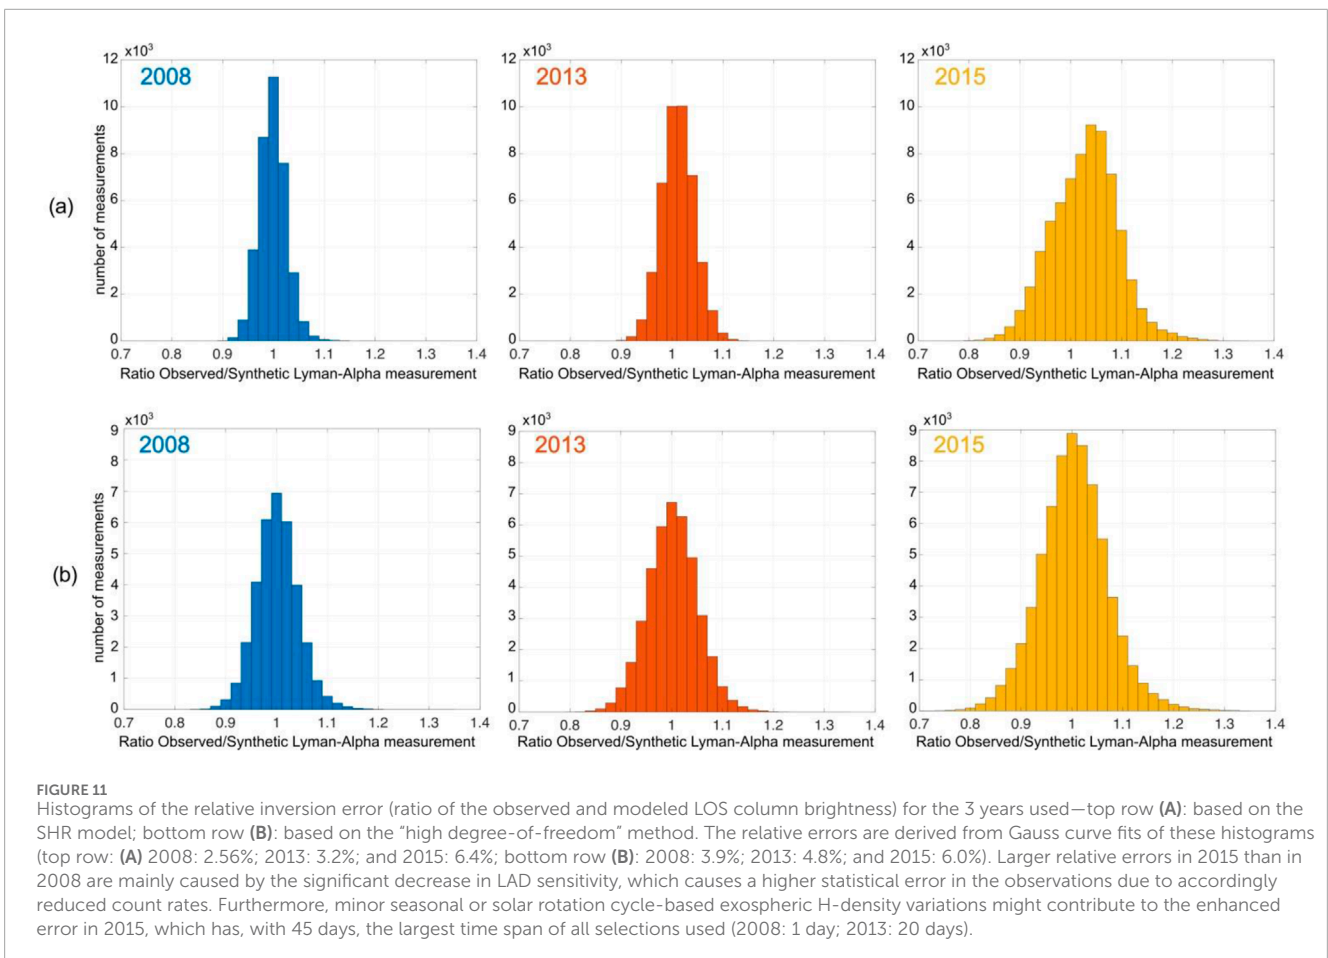 x10³ x10³ x10³
12 12 12
2008 2013 2015
10 10 10
8 8 8
(a)
number of measurements
6 6 6
4 4 4
2 2 2
0 0 0
0.7 0.8 0.9 1 1.1 1.2 1.3 1.4 0.7 0.8 0.9 1 1.1 1.2 1.3 1.4 0.7 0.8 0.9 1 1.1 1.2 1.3 1.4
Ratio Observed/Synthetic Lyman-Alpha measurement Ratio Observed/Synthetic Lyman-Alpha measurement Ratio Observed/Synthetic Lyman-Alpha measurement
x10³ x10³ x10³
9 9 9
2008 2013 2015
8 8 8
7 7 7
6 6 6
5 5 5
(b)
number of measurements
4 4 4
3 3 3
2 2 2
1 1 1
0 0 0
0.7 0.8 0.9 1 1.1 1.2 1.3 1.4 0.7 0.8 0.9 1 1.1 1.2 1.3 1.4 0.7 0.8 0.9 1 1.1 1.2 1.3 1.4
Ratio Observed/Synthetic Lyman-Alpha measurement Ratio Observed/Synthetic Lyman-Alpha measurement Ratio Observed/Synthetic Lyman-Alpha measurement
FIGURE 11
Histograms of the relative inversion error (ratio of the observed and modeled LOS column brightness) for the 3 years used—top row (A): based on the
SHR model; bottom row (B): based on the “high degree-of-freedom” method. The relative errors are derived from Gauss curve fits of these histograms
(top row: (A) 2008: 2.56%; 2013: 3.2%; and 2015: 6.4%; bottom row (B): 2008: 3.9%; 2013: 4.8%; and 2015: 6.0%). Larger relative errors in 2015 than in
2008 are mainly caused by the significant decrease in LAD sensitivity, which causes a higher statistical error in the observations due to accordingly
reduced count rates. Furthermore, minor seasonal or solar rotation cycle-based exospheric H-density variations might contribute to the enhanced
error in 2015, which has, with 45 days, the largest time span of all selections used (2008: 1 day; 2013: 20 days).